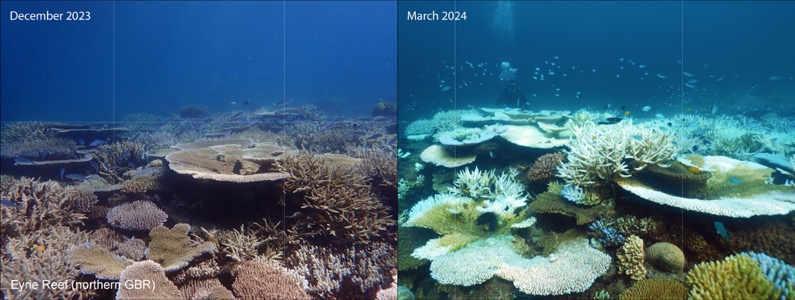 December 2023
March 2024
Eyrie Reef (northern GBR)